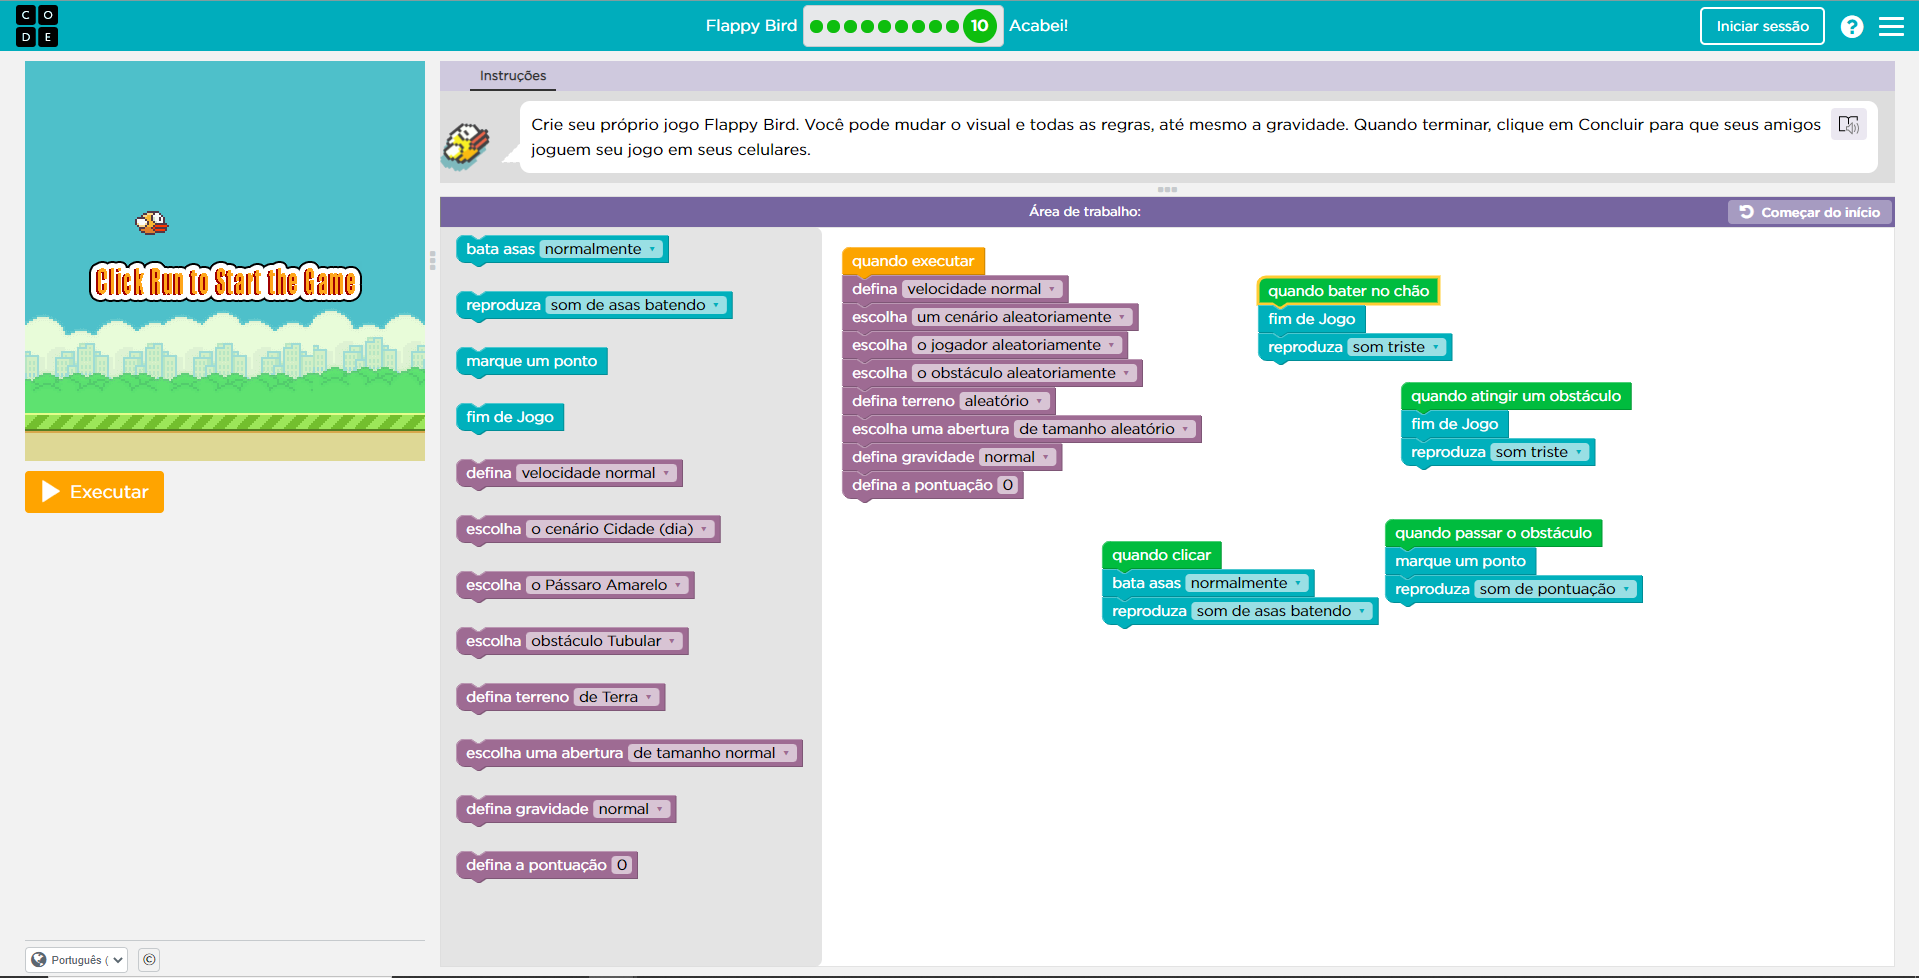 CODE
Flappy Bird
10
Acabei!
Iniciar sessão
?
Click Run to Start the Game
Executar
Português (
©
Instruções
Crie seu próprio jogo Flappy Bird. Você pode mudar o visual e todas as regras, até mesmo a gravidade. Quando terminar, clique em Concluir para que seus amigos
joguem seu jogo em seus celulares.
Área de trabalho:
Começar do início
bata asas normalmente
reproduza som de asas batendo
marque um ponto
fim de Jogo
defina velocidade normal
escolha o cenário Cidade (dia)
escolha o Pássaro Amarelo
escolha obstáculo Tubular
defina terreno de Terra
escolha uma abertura de tamanho normal
defina gravidade normal
defina a pontuação 0
quando executar
defina velocidade normal
escolha um cenário aleatoriamente
escolha o jogador aleatoriamente
escolha o obstáculo aleatoriamente
defina terreno aleatório
escolha uma abertura de tamanho aleatório
defina gravidade normal
defina a pontuação 0
quando bater no chão
fim de Jogo
reproduza som triste
quando atingir um obstáculo
fim de Jogo
reproduza som triste
quando clicar
bata asas normalmente
reproduza som de asas batendo
quando passar o obstáculo
marque um ponto
reproduza som de pontuação